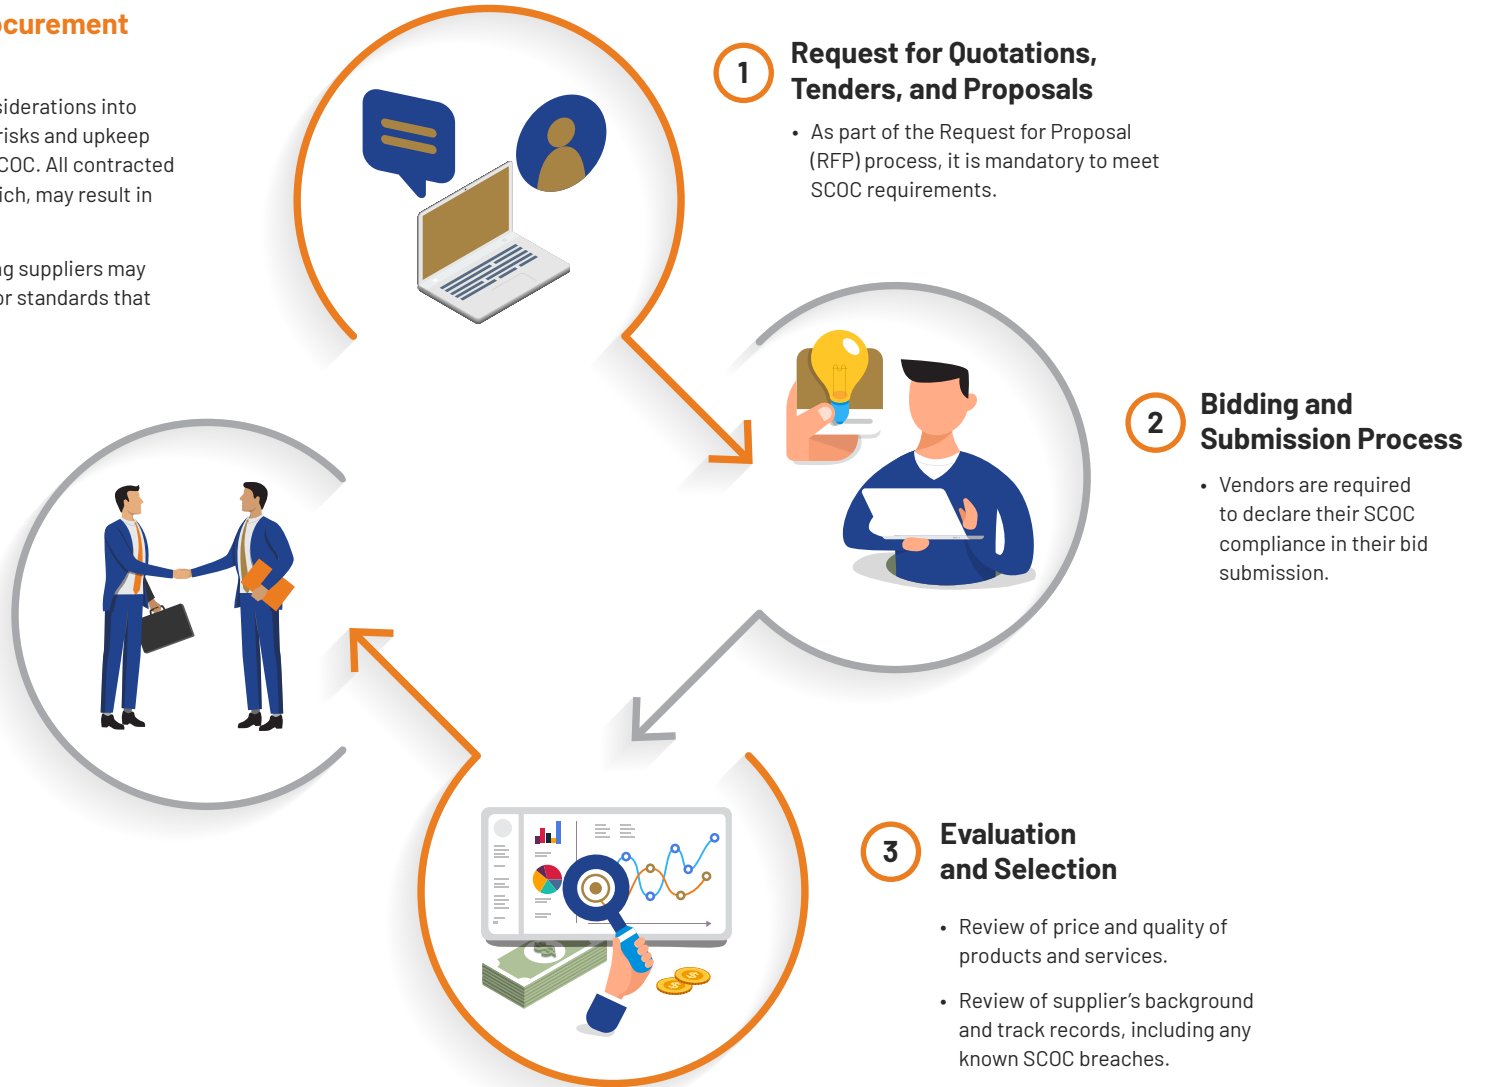 siderations into
risks and upkeep
COC. All contracted
may result in
suppliers may
or standards that
1
Request for Quotations,
Tenders, and Proposals
• As part of the Request for Proposal
(RFP) process, it is mandatory to meet
SCOC requirements.
2
Bidding and
Submission Process
• Vendors are required
to declare their SCOC
compliance in their bid
submission.
3
Evaluation
and Selection
• Review of price and quality of
products and services.
• Review of supplier’s background
and track records, including any
known SCOC breaches.